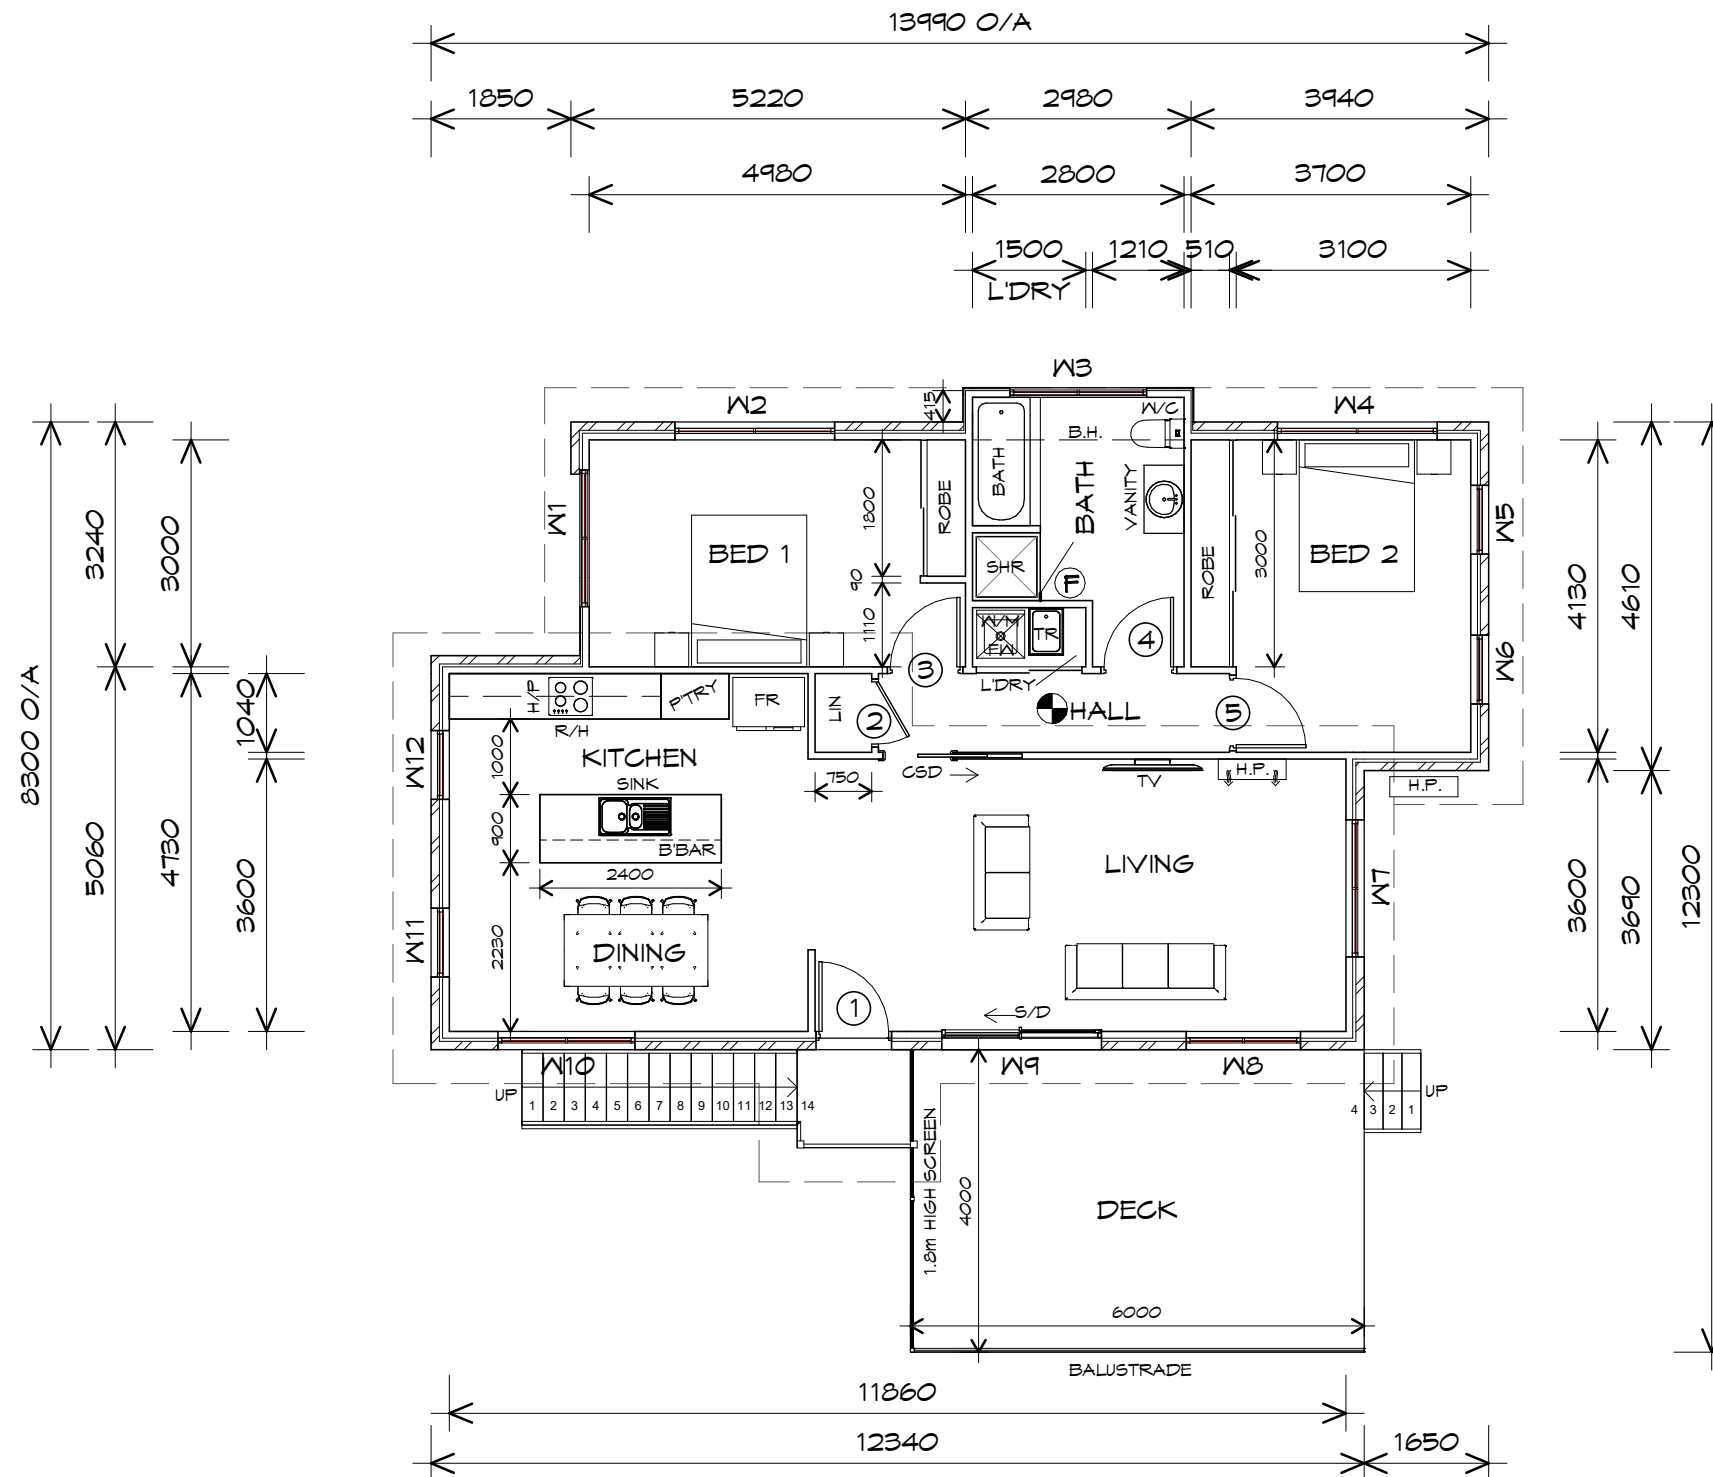 13990 O/A
1850
5220
2980
3940
4980
2800
3700
1500
1210
510
3100
L'DRY
W3
W2
W4
415
W/C
B.H.
BATH
BATH
VANITY
ROBE
1800
W1
BED 1
SHR
F
ROBE
3000
BED 2
W5
3240
3000
90
1110
W/M
FW
TR
4
4130
4610
3
L'DRY
W6
8300 O/A
1040
H/P
P'TRY
FR
LIN
2
HALL
5
R/H
KITCHEN
W12
1000
SINK
750
CSD
TV
H.P.
H.P.
5060
4730
3600
900
B'BAR
2400
LIVING
W7
3600
3690
12300
W11
2230
DINING
1
S/D
W10
W9
W8
UP
1 2 3 4 5 6 7 8 9 10 11 12 13 14
4 3 2 1
UP
1.8m HIGH SCREEN
4000
DECK
6000
BALUSTRADE
11860
12340
1650